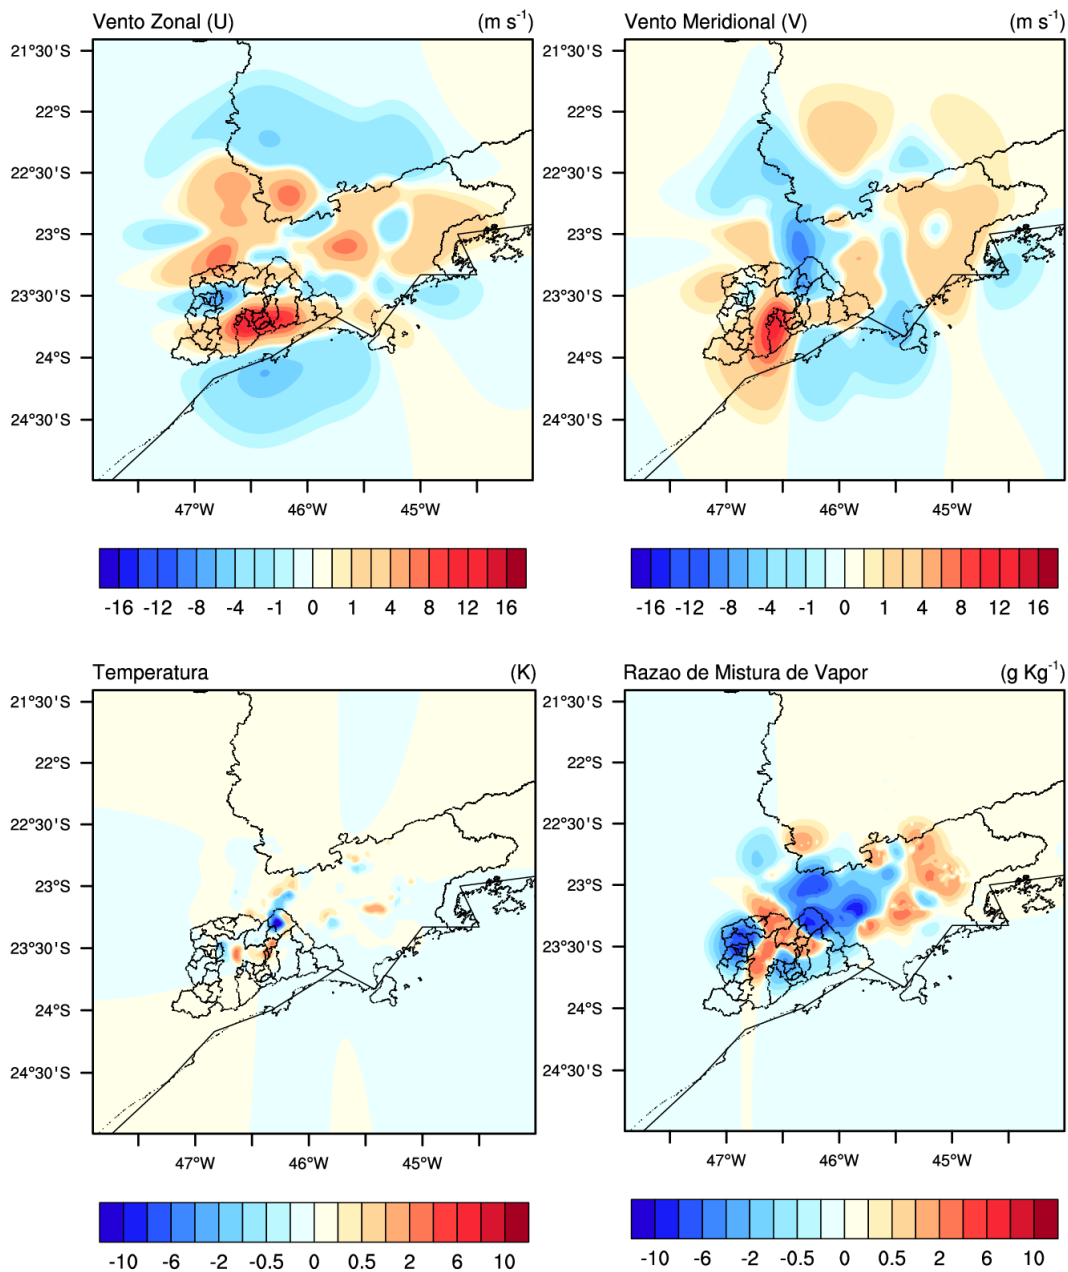 Vento Zonal (U) (m s⁻¹)
21°30'S
22°S
22°30'S
23°S
23°30'S
24°S
24°30'S
47°W 46°W 45°W
-16 -12 -8 -4 -1 0 1 4 8 12 16
Vento Meridional (V) (m s⁻¹)
21°30'S
22°S
22°30'S
23°S
23°30'S
24°S
24°30'S
47°W 46°W 45°W
-16 -12 -8 -4 -1 0 1 4 8 12 16
Temperatura (K)
21°30'S
22°S
22°30'S
23°S
23°30'S
24°S
24°30'S
47°W 46°W 45°W
-10 -6 -2 -0.5 0 0.5 2 6 10
Razao de Mistura de Vapor (g Kg⁻¹)
21°30'S
22°S
22°30'S
23°S
23°30'S
24°S
24°30'S
47°W 46°W 45°W
-10 -6 -2 -0.5 0 0.5 2 6 10